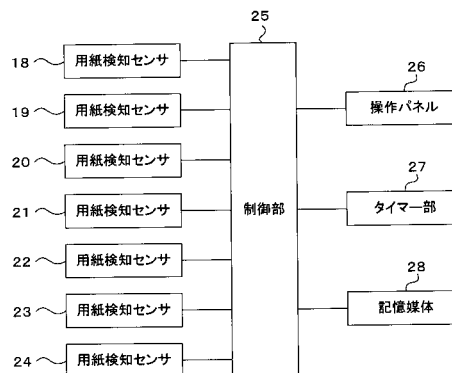 25
18 用紙検知センサ
19 用紙検知センサ
20 用紙検知センサ
21 用紙検知センサ
22 用紙検知センサ
23 用紙検知センサ
24 用紙検知センサ
制御部
26
操作パネル
27
タイマー部
28
記憶媒体